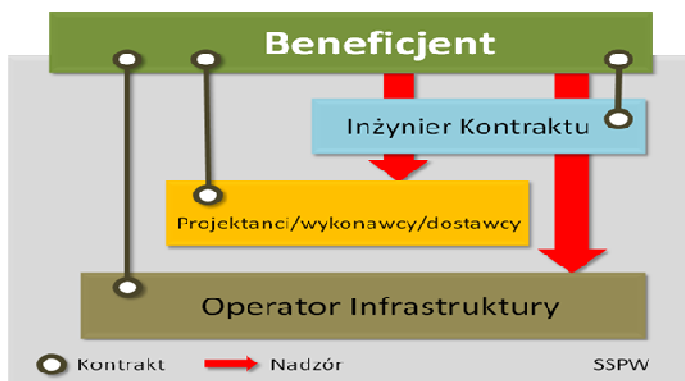 Beneficjent
Inżynier Kontraktu
Projektanci/wykonawcy/dostawcy
Operator Infrastruktury
Kontrakt
Nadzór
SSPW